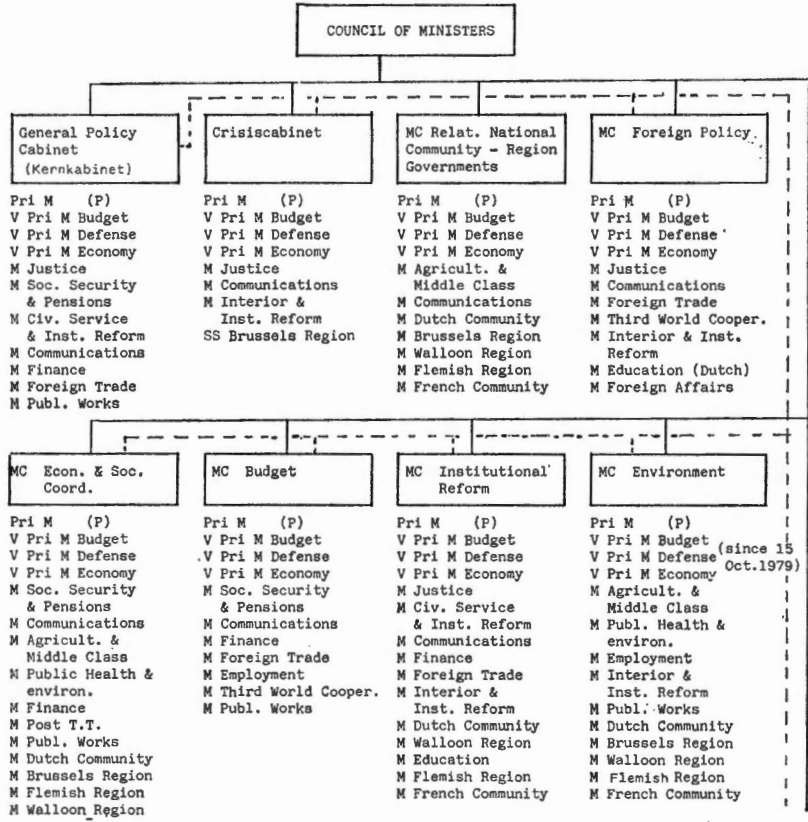 COUNCIL OF MINISTERS
General Policy
Cabinet
(Kernkabinet)
Pri M (P)
V Pri M Budget
V Pri M Defense
V Pri M Economy
M Justice
M Soc. Security
& Pensions
M Civ. Service
& Inst. Reform
M Communications
M Finance
M Foreign Trade
M Publ. Works
Crisiscabinet
Pri M (P)
V Pri M Budget
V Pri M Defense
V Pri M Economy
M Justice
M Communications
M Interior &
Inst. Reform
SS Brussels Region
MC Relat. National
Community - Region
Governments
Pri M (P)
V Pri M Budget
V Pri M Defense
V Pri M Economy
M Agricult. &
Middle Class
M Communications
M Dutch Community
M Brussels Region
M Walloon Region
M Flemish Region
M French Community
MC Foreign Policy
Pri M (P)
V Pri M Budget
V Pri M Defense
V Pri M Economy
M Justice
M Communications
M Foreign Trade
M Third World Cooper.
M Interior & Inst.
Reform
M Education (Dutch)
M Foreign Affairs
MC Econ. & Soc.
Coord.
Pri M (P)
V Pri M Budget
V Pri M Defense
V Pri M Economy
M Soc. Security
& Pensions
M Communications
M Agricult. &
Middle Class
M Public Health &
environ.
M Finance
M Post T.T.
M Publ. Works
M Dutch Community
M Brussels Region
M Flemish Region
M Walloon Region
MC Budget
Pri M (P)
V Pri M Budget
V Pri M Defense
V Pri M Economy
M Soc. Security
& Pensions
M Communications
M Finance
M Foreign Trade
M Employment
M Third World Cooper.
M Publ. Works
MC Institutional
Reform
Pri M (P)
V Pri M Budget
V Pri M Defense
V Pri M Economy
M Justice
M Civ. Service
& Inst. Reform
M Communications
M Finance
M Foreign Trade
M Interior &
Inst. Reform
M Dutch Community
M Walloon Region
M Education
M Flemish Region
M French Community
MC Environment
Pri M (P)
V Pri M Budget
V Pri M Defense (since 15
V Pri M Economy Oct.1979)
M Agricult. &
Middle Class
M Publ. Health &
environ.
M Employment
M Interior &
Inst. Reform
M Publ. Works
M Dutch Community
M Brussels Region
M Walloon Region
M Flemish Region
M French Community